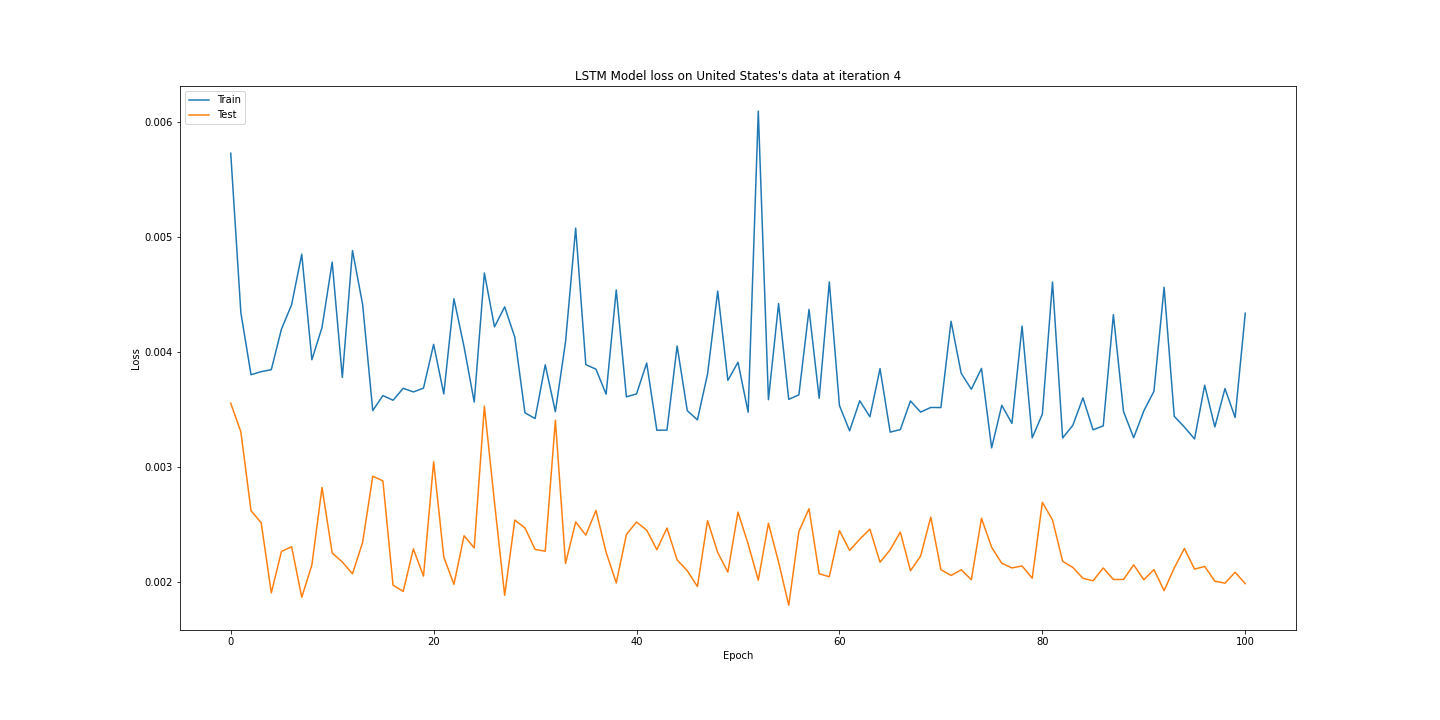 LSTM Model loss on United States's data at iteration 4
Train
Test
0.006
0.005
0.004
0.003
0.002
Loss
0 20 40 60 80 100
Epoch